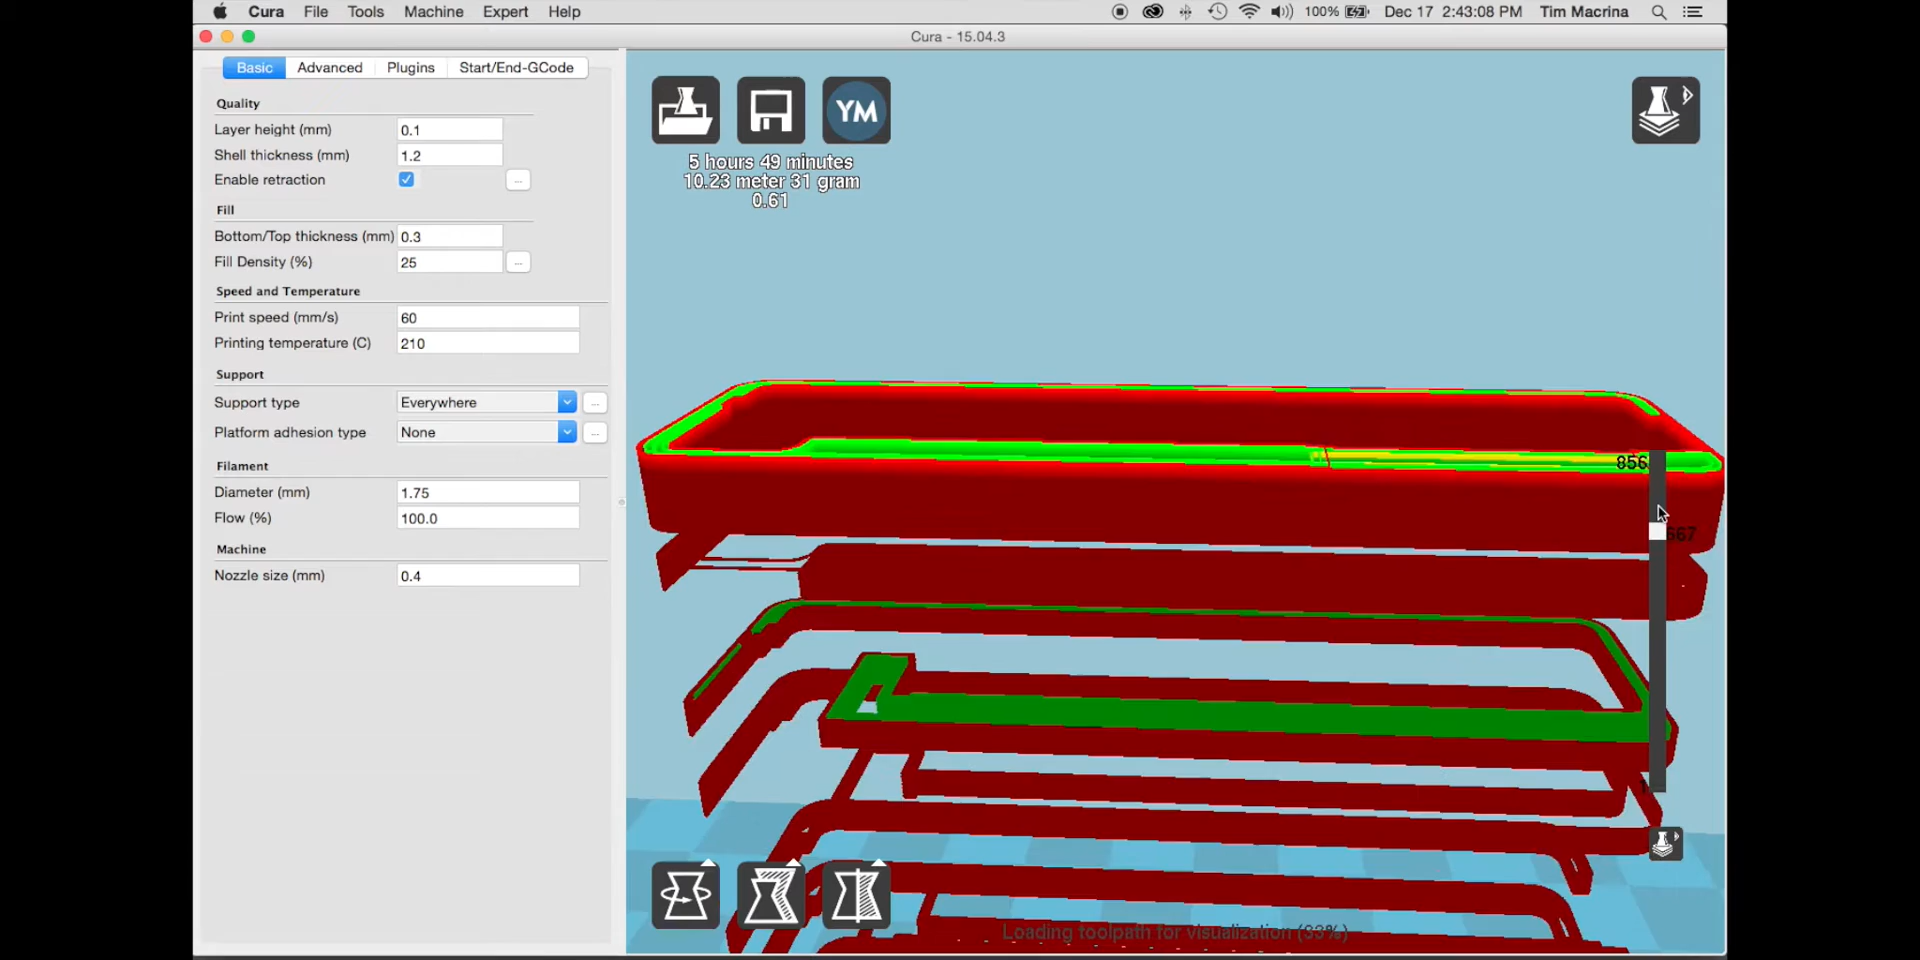 Cura File Tools Machine Expert Help 100% Dec 17 2:43:08 PM Tim Macrina
Cura - 15.04.3
Basic Advanced Plugins Start/End-GCode
Quality
Layer height (mm) 0.1
Shell thickness (mm) 1.2
Enable retraction ...
Fill
Bottom/Top thickness (mm) 0.3
Fill Density (%) 25 ...
Speed and Temperature
Print speed (mm/s) 60
Printing temperature (C) 210
Support
Support type Everywhere ...
Platform adhesion type None ...
Filament
Diameter (mm) 1.75
Flow (%) 100.0
Machine
Nozzle size (mm) 0.4
YM
5 hours 49 minutes
10.23 meter 31 gram
0.61
856
667
Loading toolpath for visualization (83%)